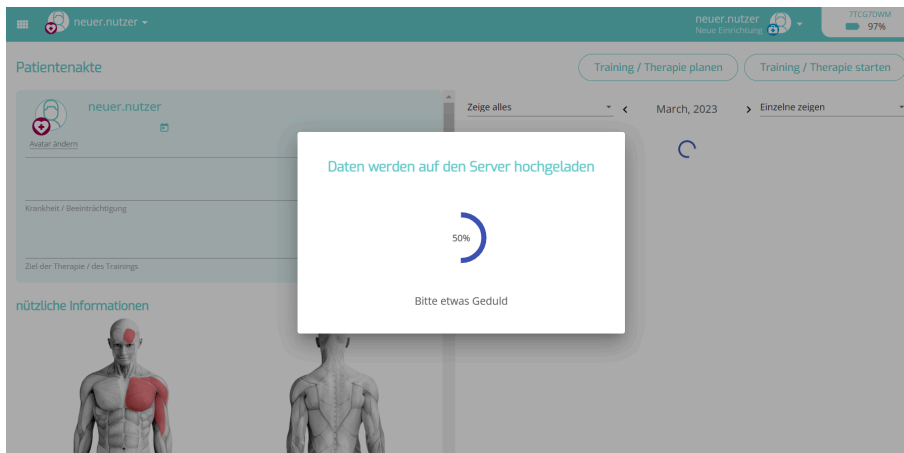 neuer.nutzer
neuer.nutzer
Neue Einrichtung
7TCG7DWM
97%
Patientenakte
Training / Therapie planen
Training / Therapie starten
neuer.nutzer
Avatar ändern
Krankheit / Beeinträchtigung
Ziel der Therapie / des Trainings
Zeige alles
March, 2023
Einzelne zeigen
Daten werden auf den Server hochgeladen
50%
Bitte etwas Geduld
nützliche Informationen